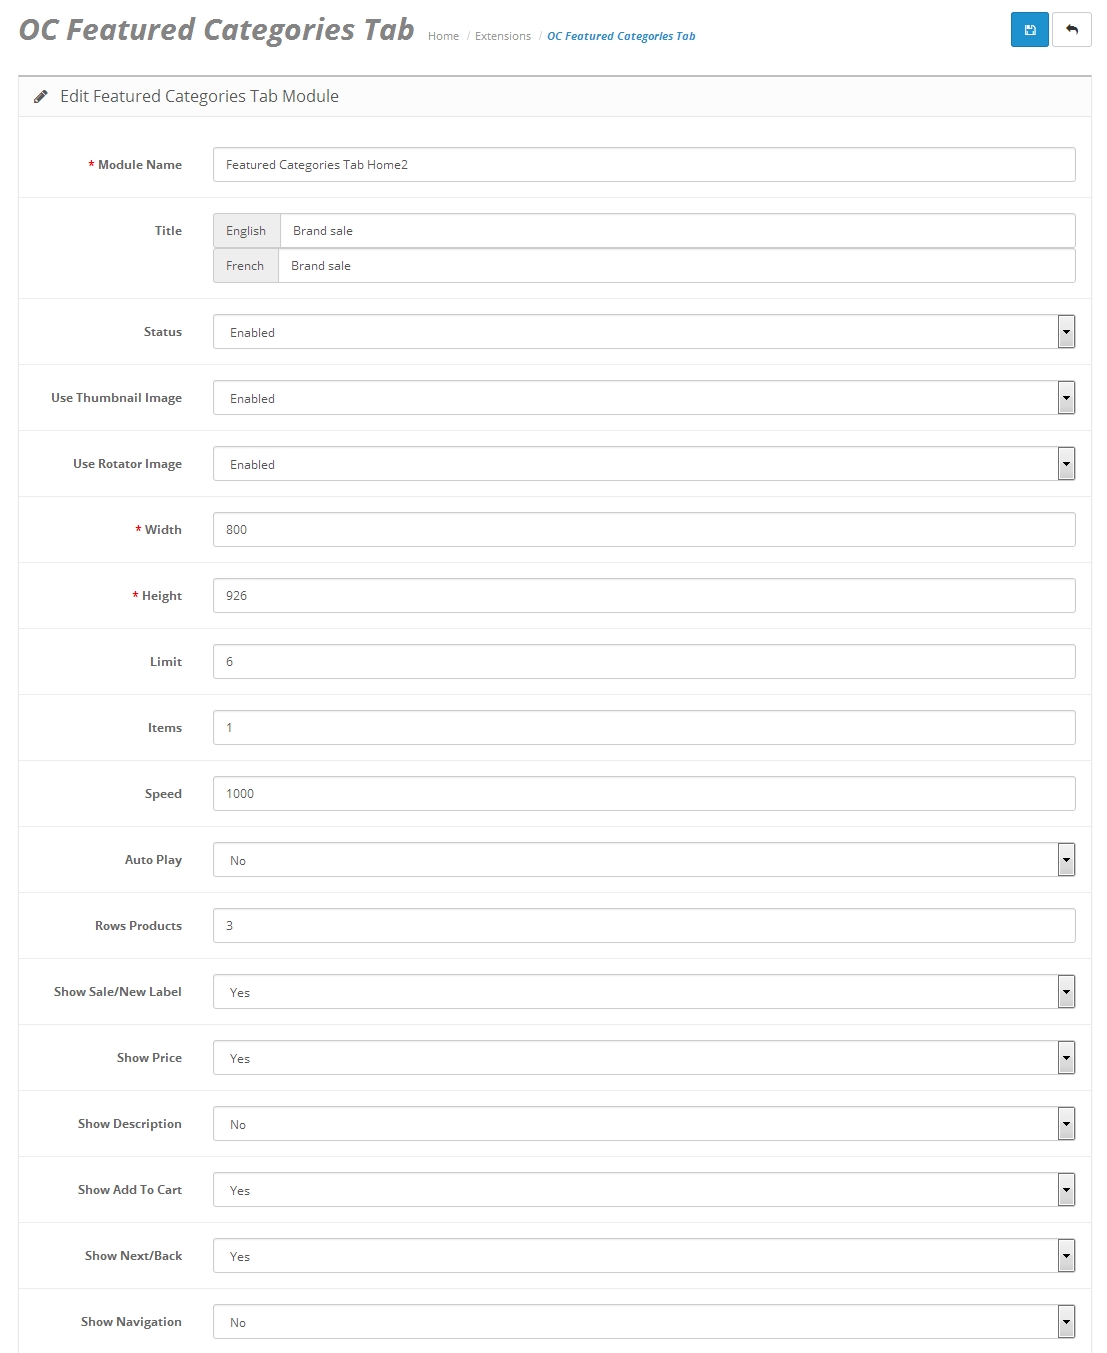 OC Featured Categories Tab Home / Extensions / OC Featured Categories Tab
Edit Featured Categories Tab Module
* Module Name Featured Categories Tab Home2
Title English Brand sale
French Brand sale
Status Enabled
Use Thumbnail Image Enabled
Use Rotator Image Enabled
* Width 800
* Height 926
Limit 6
Items 1
Speed 1000
Auto Play No
Rows Products 3
Show Sale/New Label Yes
Show Price Yes
Show Description No
Show Add To Cart Yes
Show Next/Back Yes
Show Navigation No